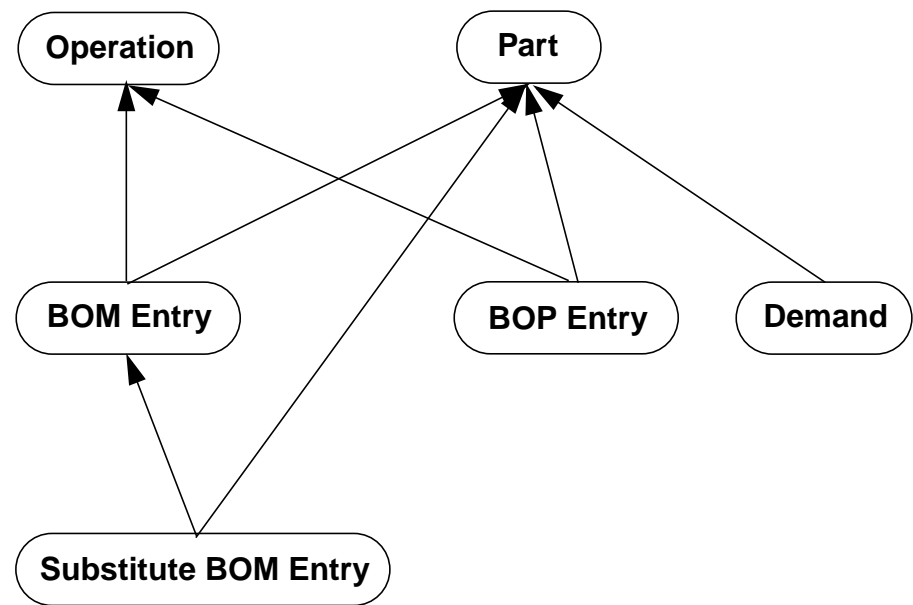 Operation
Part
BOM Entry
BOP Entry
Demand
Substitute BOM Entry